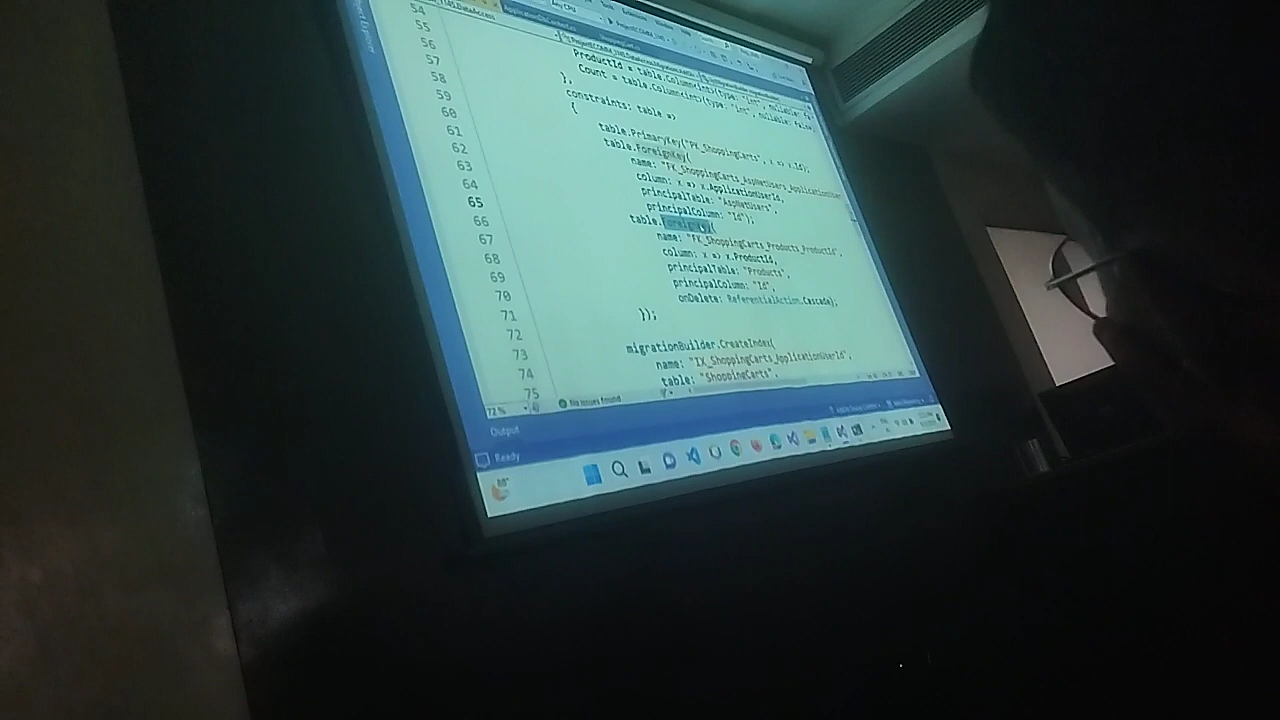 Any CPU
54
55
56
57
58
59
60
61
62
63
64
65
66
67
68
69
70
71
72
73
74
75
ProductId = table.Column<int>(type: "int", nullable:
Count = table.Column<int>(type: "int", nullable: false
},
constraints: table =>
{
table.PrimaryKey("PK_ShoppingCarts", x => x.Id);
table.ForeignKey(
name: "FK_ShoppingCarts_AspNetUsers_ApplicationUser
column: x => x.ApplicationUserId,
principalTable: "AspNetUsers",
principalColumn: "Id");
table.ForeignKey(
name: "FK_ShoppingCarts_Products_ProductId",
column: x => x.ProductId,
principalTable: "Products",
principalColumn: "Id",
onDelete: ReferentialAction.Cascade);
});
migrationBuilder.CreateIndex(
name: "IX_ShoppingCarts_ApplicationUserId",
table: "ShoppingCarts",
72 %
No issues found
Output
Ready